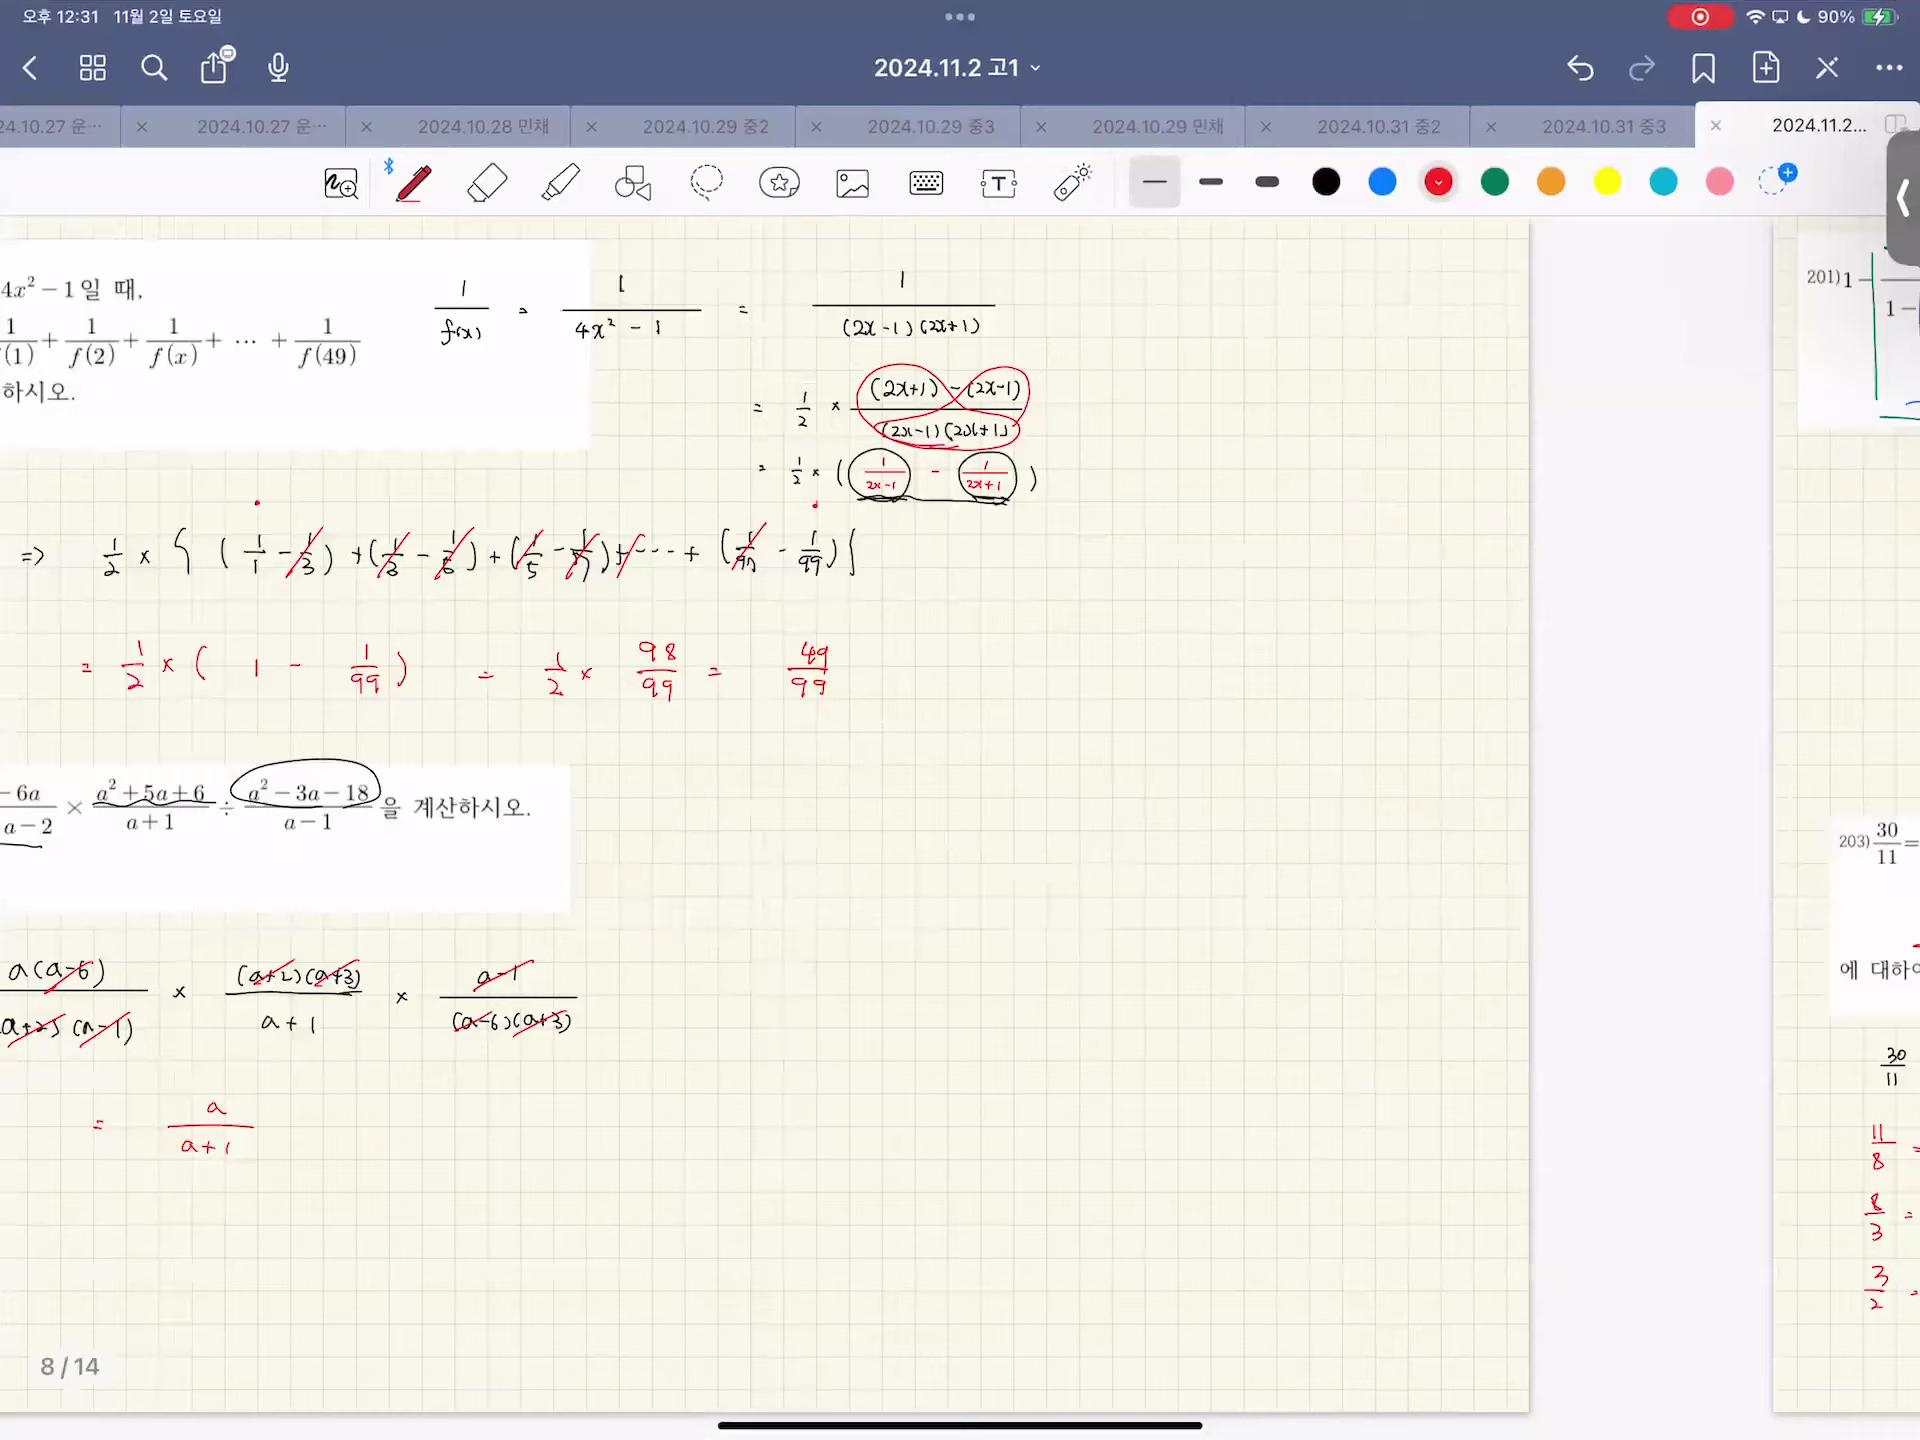 오후 12:31 11월 2일 토요일
90%
2024.11.2 고1
24.10.27 운… 2024.10.27 운… 2024.10.28 민채 2024.10.29 중2 2024.10.29 중3 2024.10.29 민채 2024.10.31 중2 2024.10.31 중3 2024.11.2...
4x² − 1일 때,
1/f(1) + 1/f(2) + 1/f(x) + ⋯ + 1/f(49)
하시오.
1/f(x) = 1/(4x² − 1) = 1/((2x−1)(2x+1))
= 1/2 × ((2x+1) − (2x−1))/((2x−1)(2x+1))
= 1/2 × ( 1/(2x−1) − 1/(2x+1) )
=> 1/2 × { (1/1 − 1/3) + (1/3 − 1/5) + (1/5 − 1/7) + ⋯ + (1/97 − 1/99) }
= 1/2 × ( 1 − 1/99 ) = 1/2 × 98/99 = 49/99
− 6a / a − 2 × (a² + 5a + 6)/(a + 1) ÷ (a² − 3a − 18)/(a − 1) 을 계산하시오.
a(a−6)/(a+2)(a−1) × (a+2)(a+3)/(a+1) × (a−1)/(a−6)(a+3)
= a/(a+1)
8 / 14
201) 1 −
1 −
203) 30/11 =
에 대하여
30/11
11/8 =
8/3 =
3/2 =